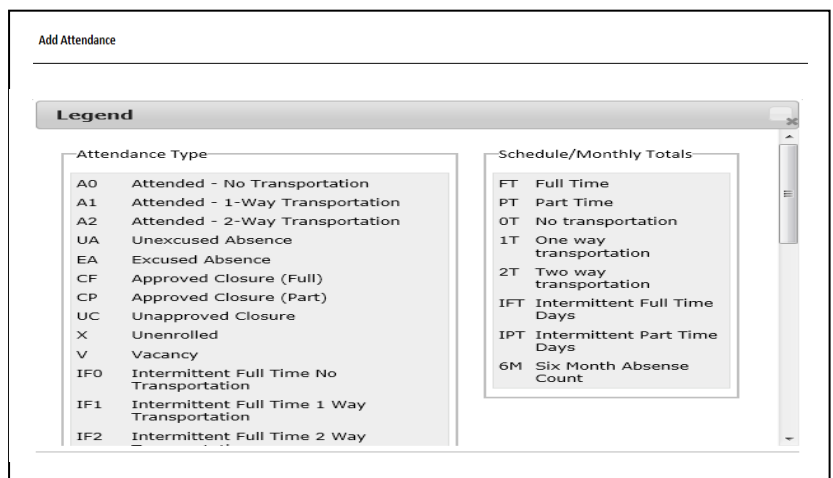 Add Attendance
Legend
Attendance Type
A0 Attended - No Transportation
A1 Attended - 1-Way Transportation
A2 Attended - 2-Way Transportation
UA Unexcused Absence
EA Excused Absence
CF Approved Closure (Full)
CP Approved Closure (Part)
UC Unapproved Closure
X Unenrolled
V Vacancy
IF0 Intermittent Full Time No
Transportation
IF1 Intermittent Full Time 1 Way
Transportation
IF2 Intermittent Full Time 2 Way
Schedule/Monthly Totals
FT Full Time
PT Part Time
0T No transportation
1T One way
transportation
2T Two way
transportation
IFT Intermittent Full Time
Days
IPT Intermittent Part Time
Days
6M Six Month Absense
Count